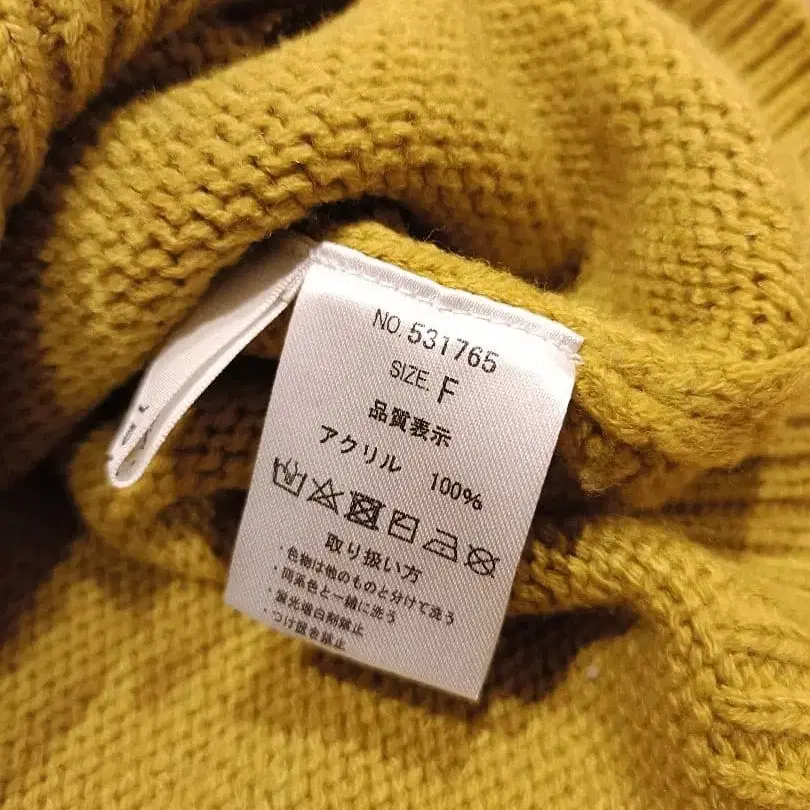 NO. 531765
SIZE. F
品質表示
アクリル 100%
取り扱い方
・色物は他のものと分けて洗う
・同系色と一緒に洗う
・蛍光増白剤禁止
・つけ置き禁止